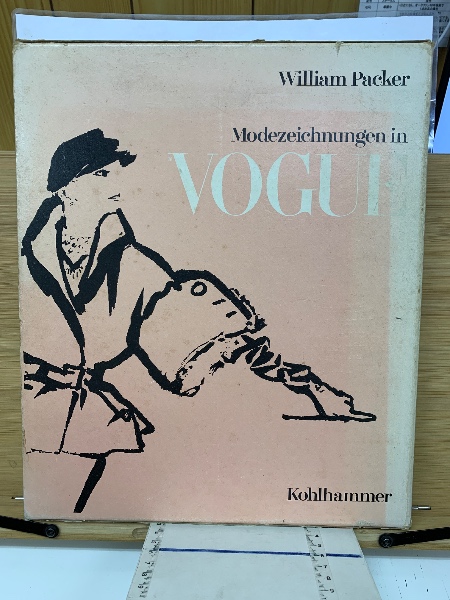 William Packer
Modezeichnungen in
VOGUE
Kohlhammer